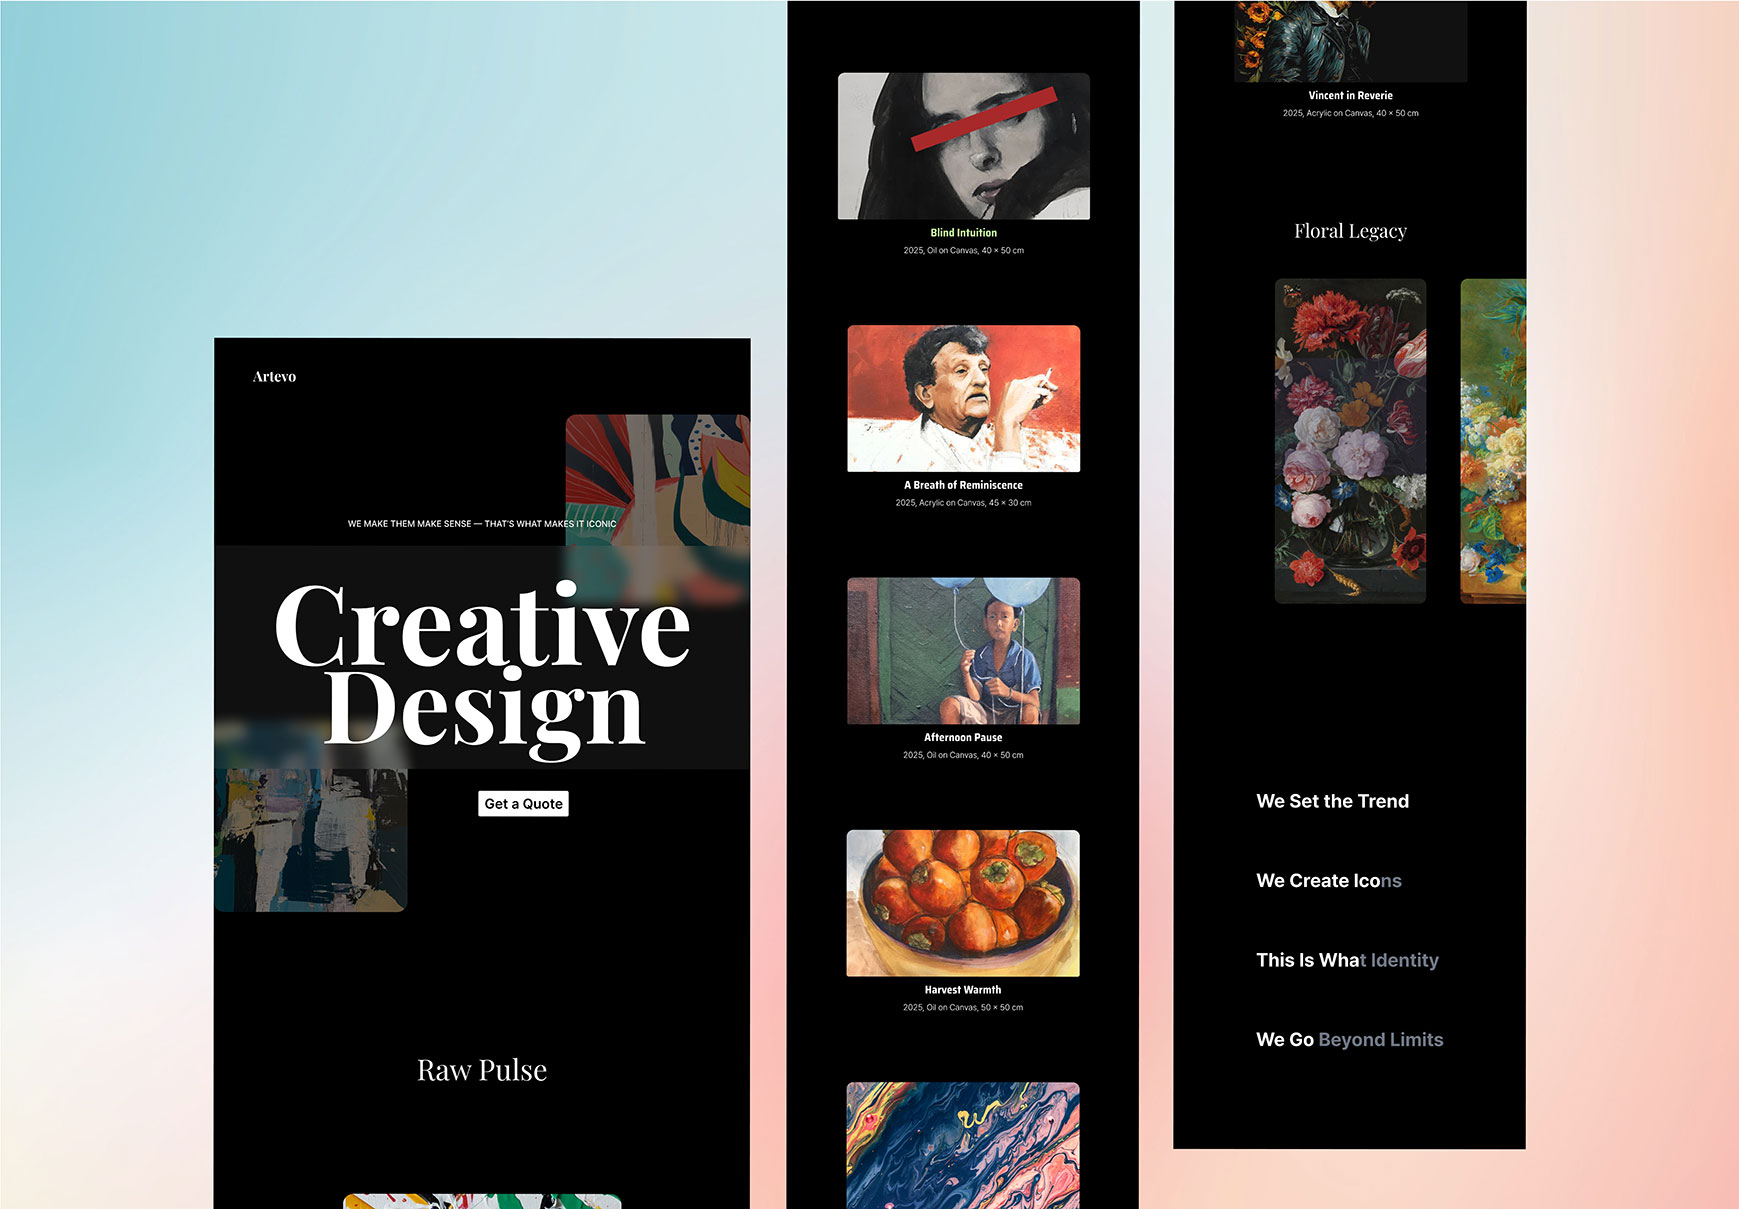 Artevo
WE MAKE THEM MAKE SENSE — THAT'S WHAT MAKES IT ICONIC
Creative
Design
Get a Quote
Raw Pulse
Blind Intuition
2025, Oil on Canvas, 40 × 50 cm
A Breath of Reminiscence
2025, Acrylic on Canvas, 45 × 30 cm
Afternoon Pause
2025, Oil on Canvas, 40 × 50 cm
Harvest Warmth
2025, Oil on Canvas, 50 × 50 cm
Vincent in Reverie
2025, Acrylic on Canvas, 40 × 50 cm
Floral Legacy
We Set the Trend
We Create Icons
This Is What Identity
We Go Beyond Limits